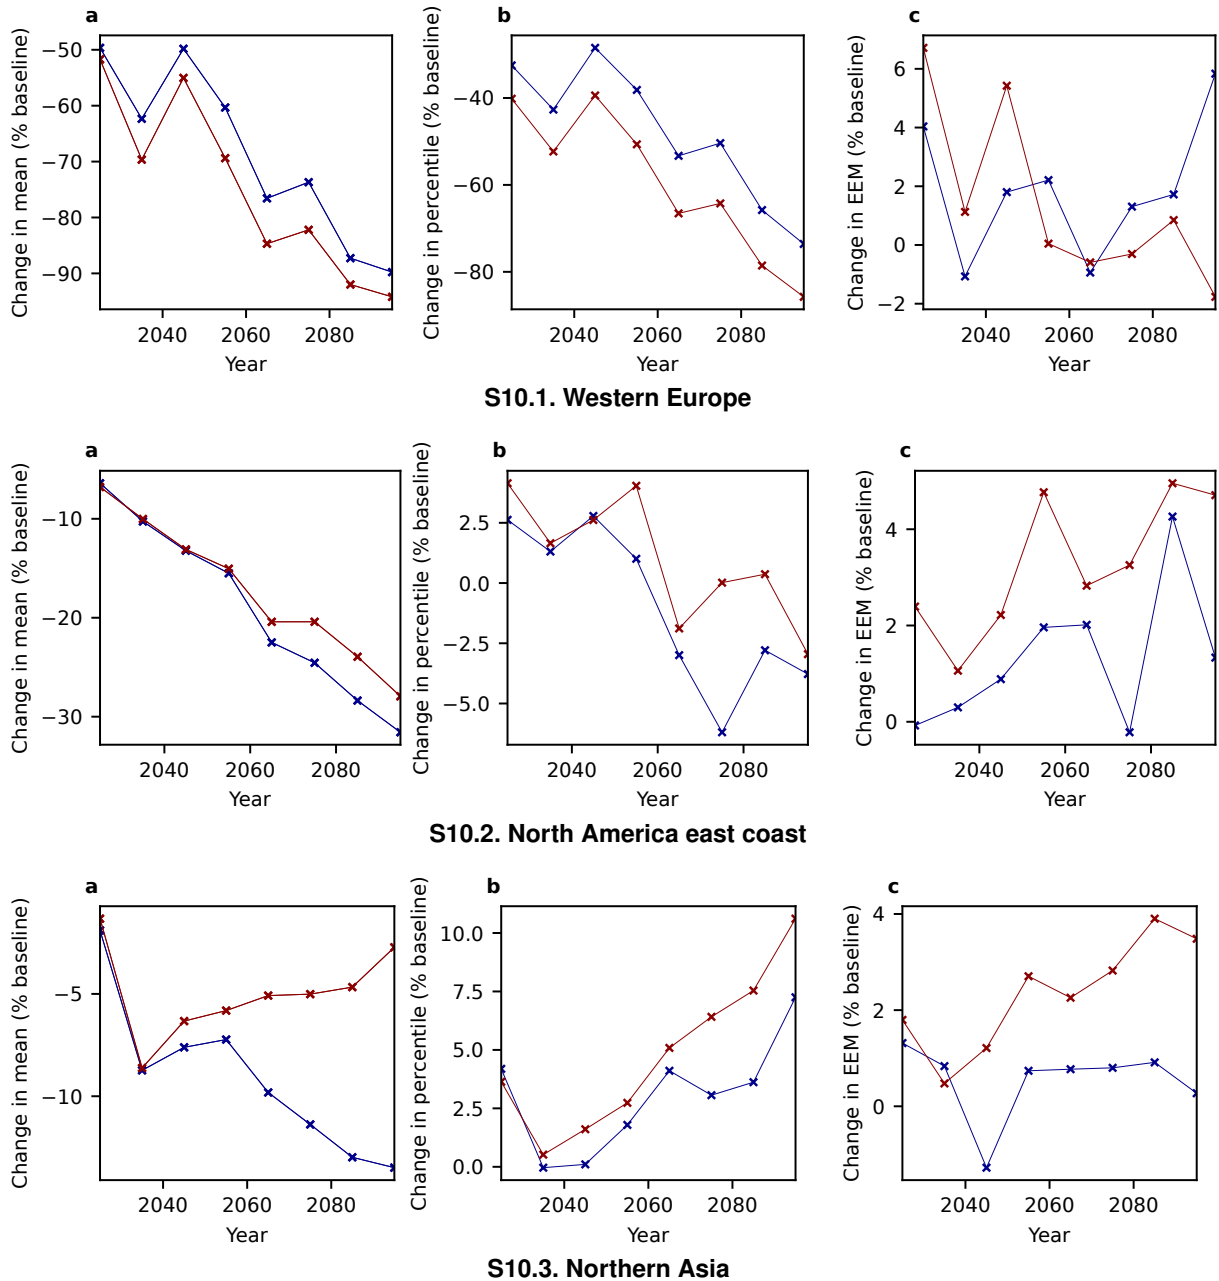 a b c
Change in mean (% baseline)
−50
−60
−70
−80
−90
2040 2060 2080
Year
Change in percentile (% baseline)
−40
−60
−80
2040 2060 2080
Year
Change in EEM (% baseline)
6
4
2
0
−2
2040 2060 2080
Year
S10.1. Western Europe
a b c
Change in mean (% baseline)
−10
−20
−30
2040 2060 2080
Year
Change in percentile (% baseline)
2.5
0.0
−2.5
−5.0
2040 2060 2080
Year
Change in EEM (% baseline)
4
2
0
2040 2060 2080
Year
S10.2. North America east coast
a b c
Change in mean (% baseline)
−5
−10
2040 2060 2080
Year
Change in percentile (% baseline)
10.0
7.5
5.0
2.5
0.0
2040 2060 2080
Year
Change in EEM (% baseline)
4
2
0
2040 2060 2080
Year
S10.3. Northern Asia